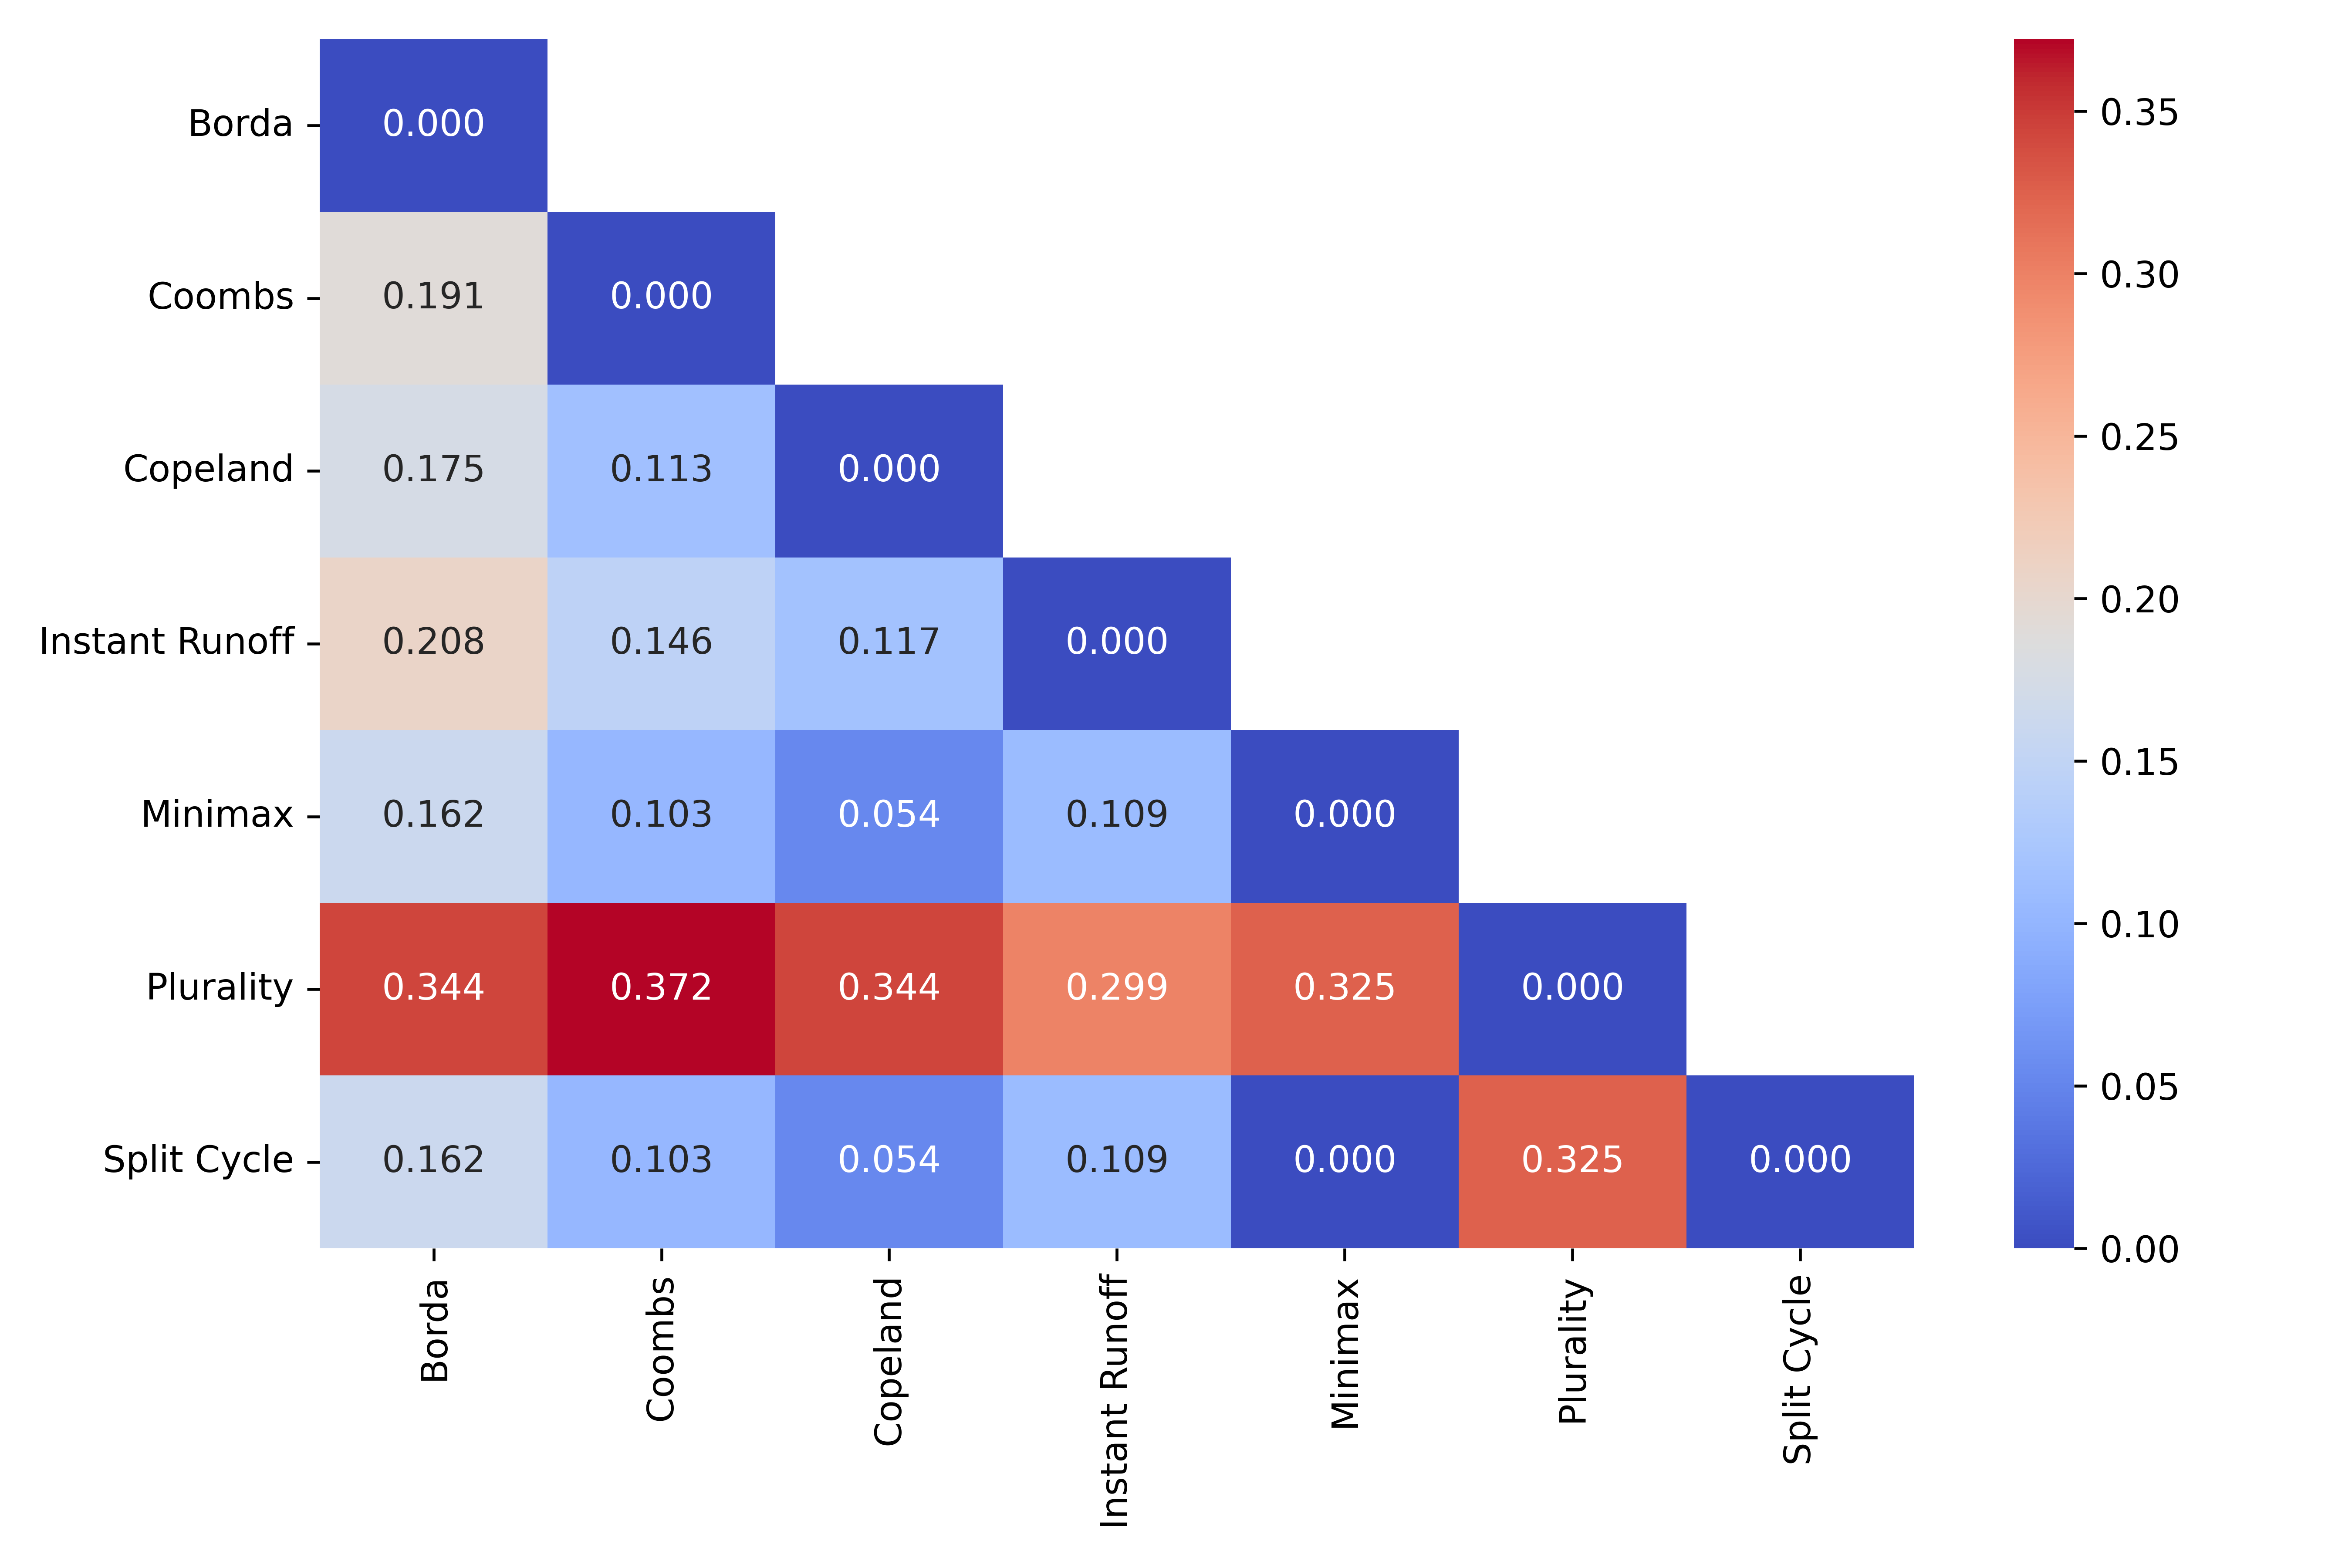 Borda 0.000
Coombs 0.191 0.000
Copeland 0.175 0.113 0.000
Instant Runoff 0.208 0.146 0.117 0.000
Minimax 0.162 0.103 0.054 0.109 0.000
Plurality 0.344 0.372 0.344 0.299 0.325 0.000
Split Cycle 0.162 0.103 0.054 0.109 0.000 0.325 0.000
Borda
Coombs
Copeland
Instant Runoff
Minimax
Plurality
Split Cycle
0.35
0.30
0.25
0.20
0.15
0.10
0.05
0.00